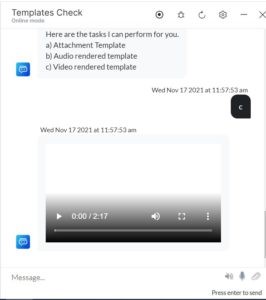 Templates Check
Online mode
Here are the tasks I can perform for you.
a) Attachment Template
b) Audio rendered template
c) Video rendered template
Wed Nov 17 2021 at 11:57:53 am
c
Wed Nov 17 2021 at 11:57:53 am
0:00 / 2:17
Message...
Press enter to send